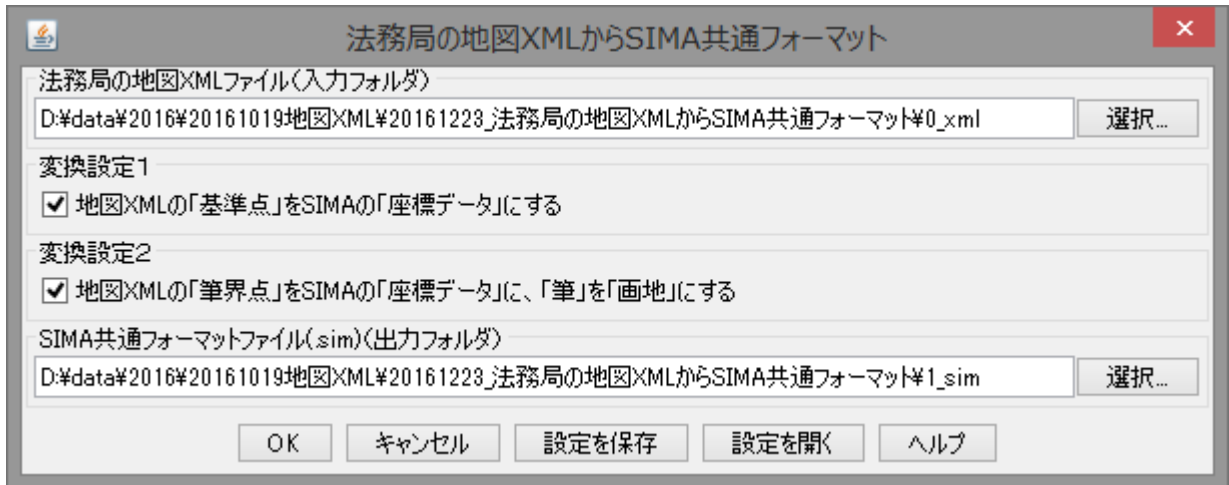 法務局の地図XMLからSIMA共通フォーマット
法務局の地図XMLファイル(入力フォルダ)
D:¥data¥2016¥20161019地図XML¥20161223_法務局の地図XMLからSIMA共通フォーマット¥0_xml
選択...
変換設定1
地図XMLの「基準点」をSIMAの「座標データ」にする
変換設定2
地図XMLの「筆界点」をSIMAの「座標データ」に、「筆」を「画地」にする
SIMA共通フォーマットファイル(.sim)(出力フォルダ)
D:¥data¥2016¥20161019地図XML¥20161223_法務局の地図XMLからSIMA共通フォーマット¥1_sim
選択...
OK キャンセル 設定を保存 設定を開く ヘルプ